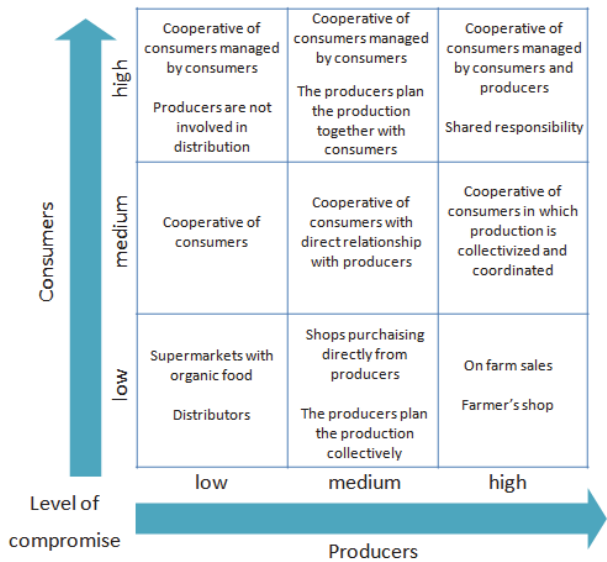 Cooperative of
consumers managed
by consumers
Producers are not
involved in
distribution
Cooperative of
consumers managed
by consumers
The producers plan
the production
together with
consumers
Cooperative of
consumers managed
by consumers and
producers
Shared responsibility
high
Cooperative of
consumers
Cooperative of
consumers with
direct relationship
with producers
Cooperative of
consumers in which
production is
collectivized and
coordinated
medium
Consumers
Supermarkets with
organic food
Distributors
Shops purchaising
directly from
producers
The producers plan
the production
collectively
On farm sales
Farmer's shop
low
low
medium
high
Level of
compromise
Producers